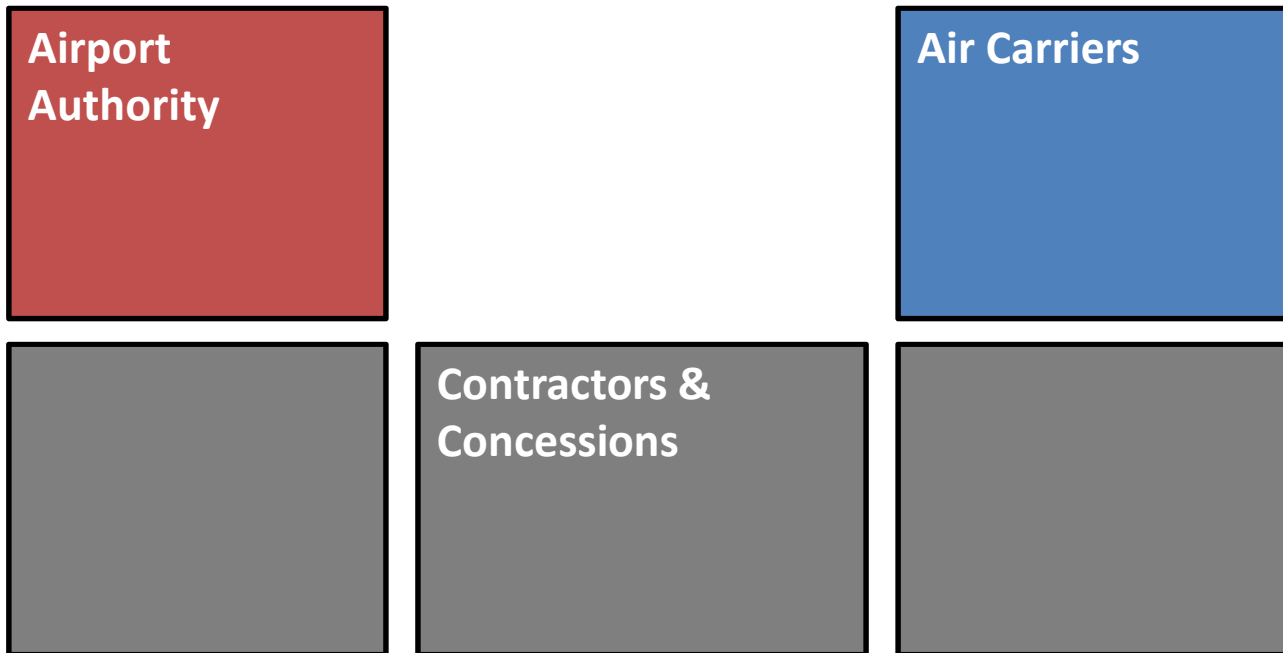 Airport
Authority
Air Carriers
Contractors &
Concessions